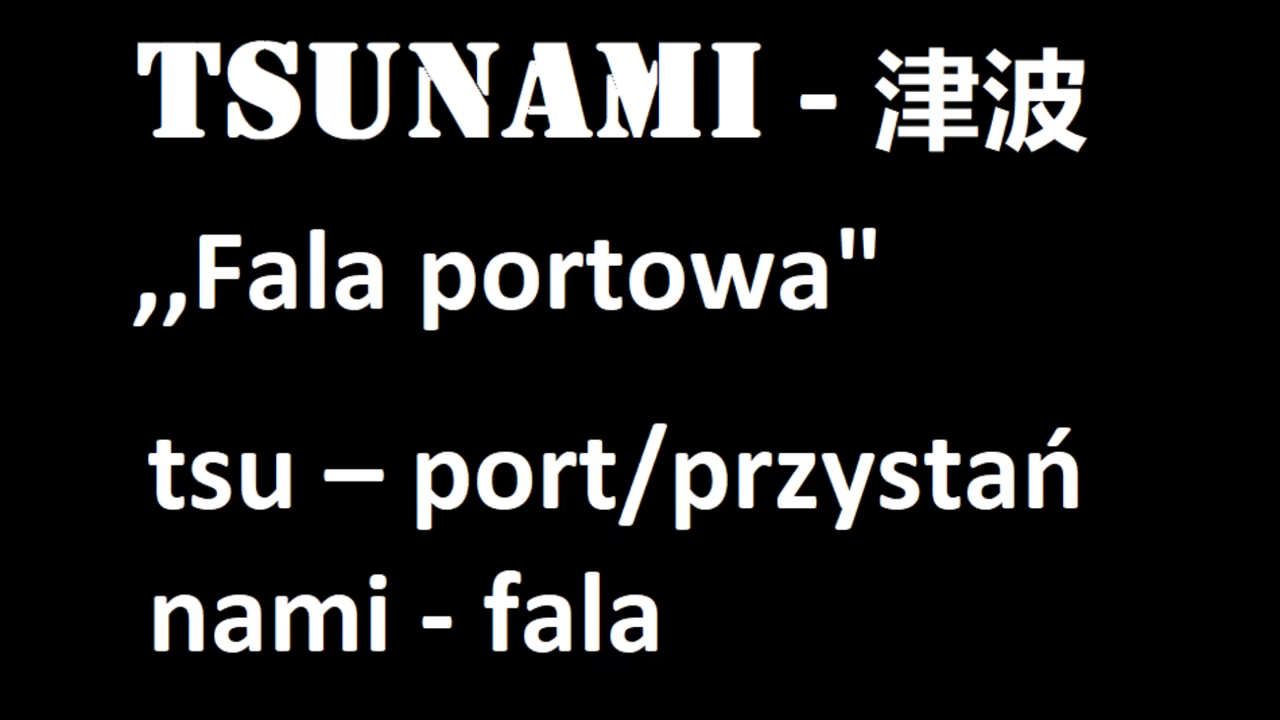 TSUNAMI - 津波
,,Fala portowa"
tsu – port/przystań
nami - fala